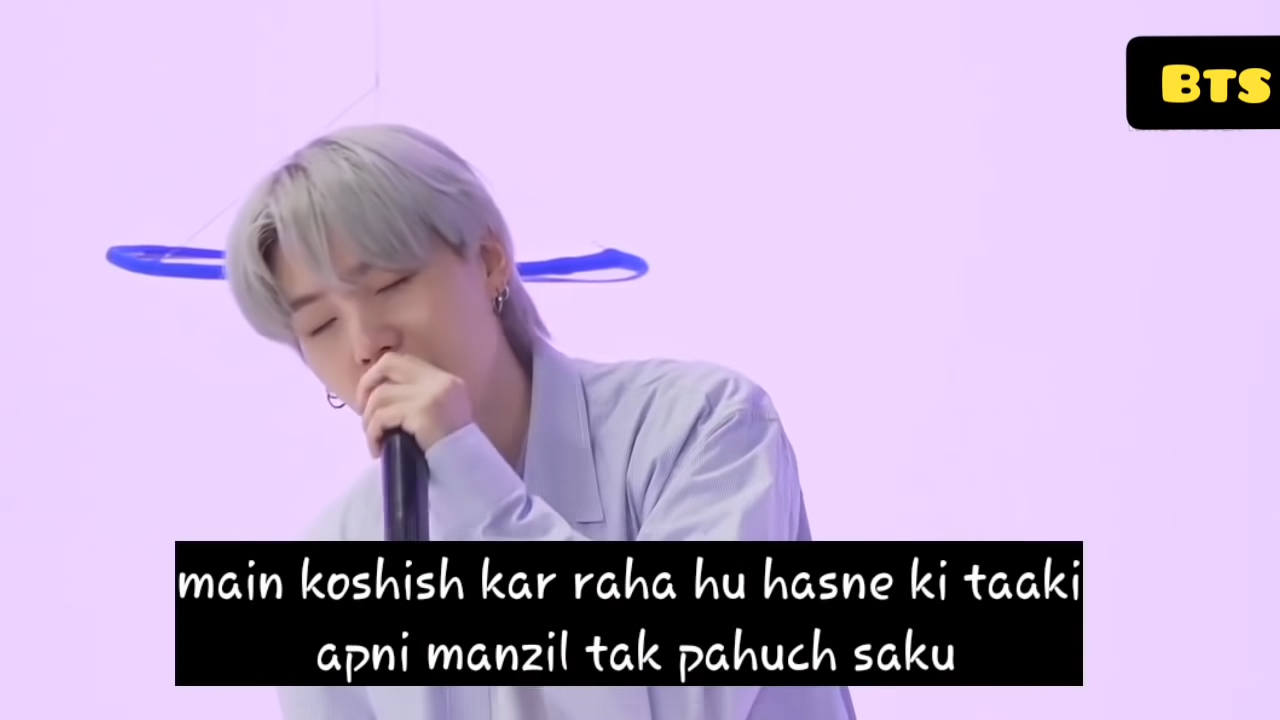 BTS
main koshish kar raha hu hasne ki taaki
apni manzil tak pahuch saku